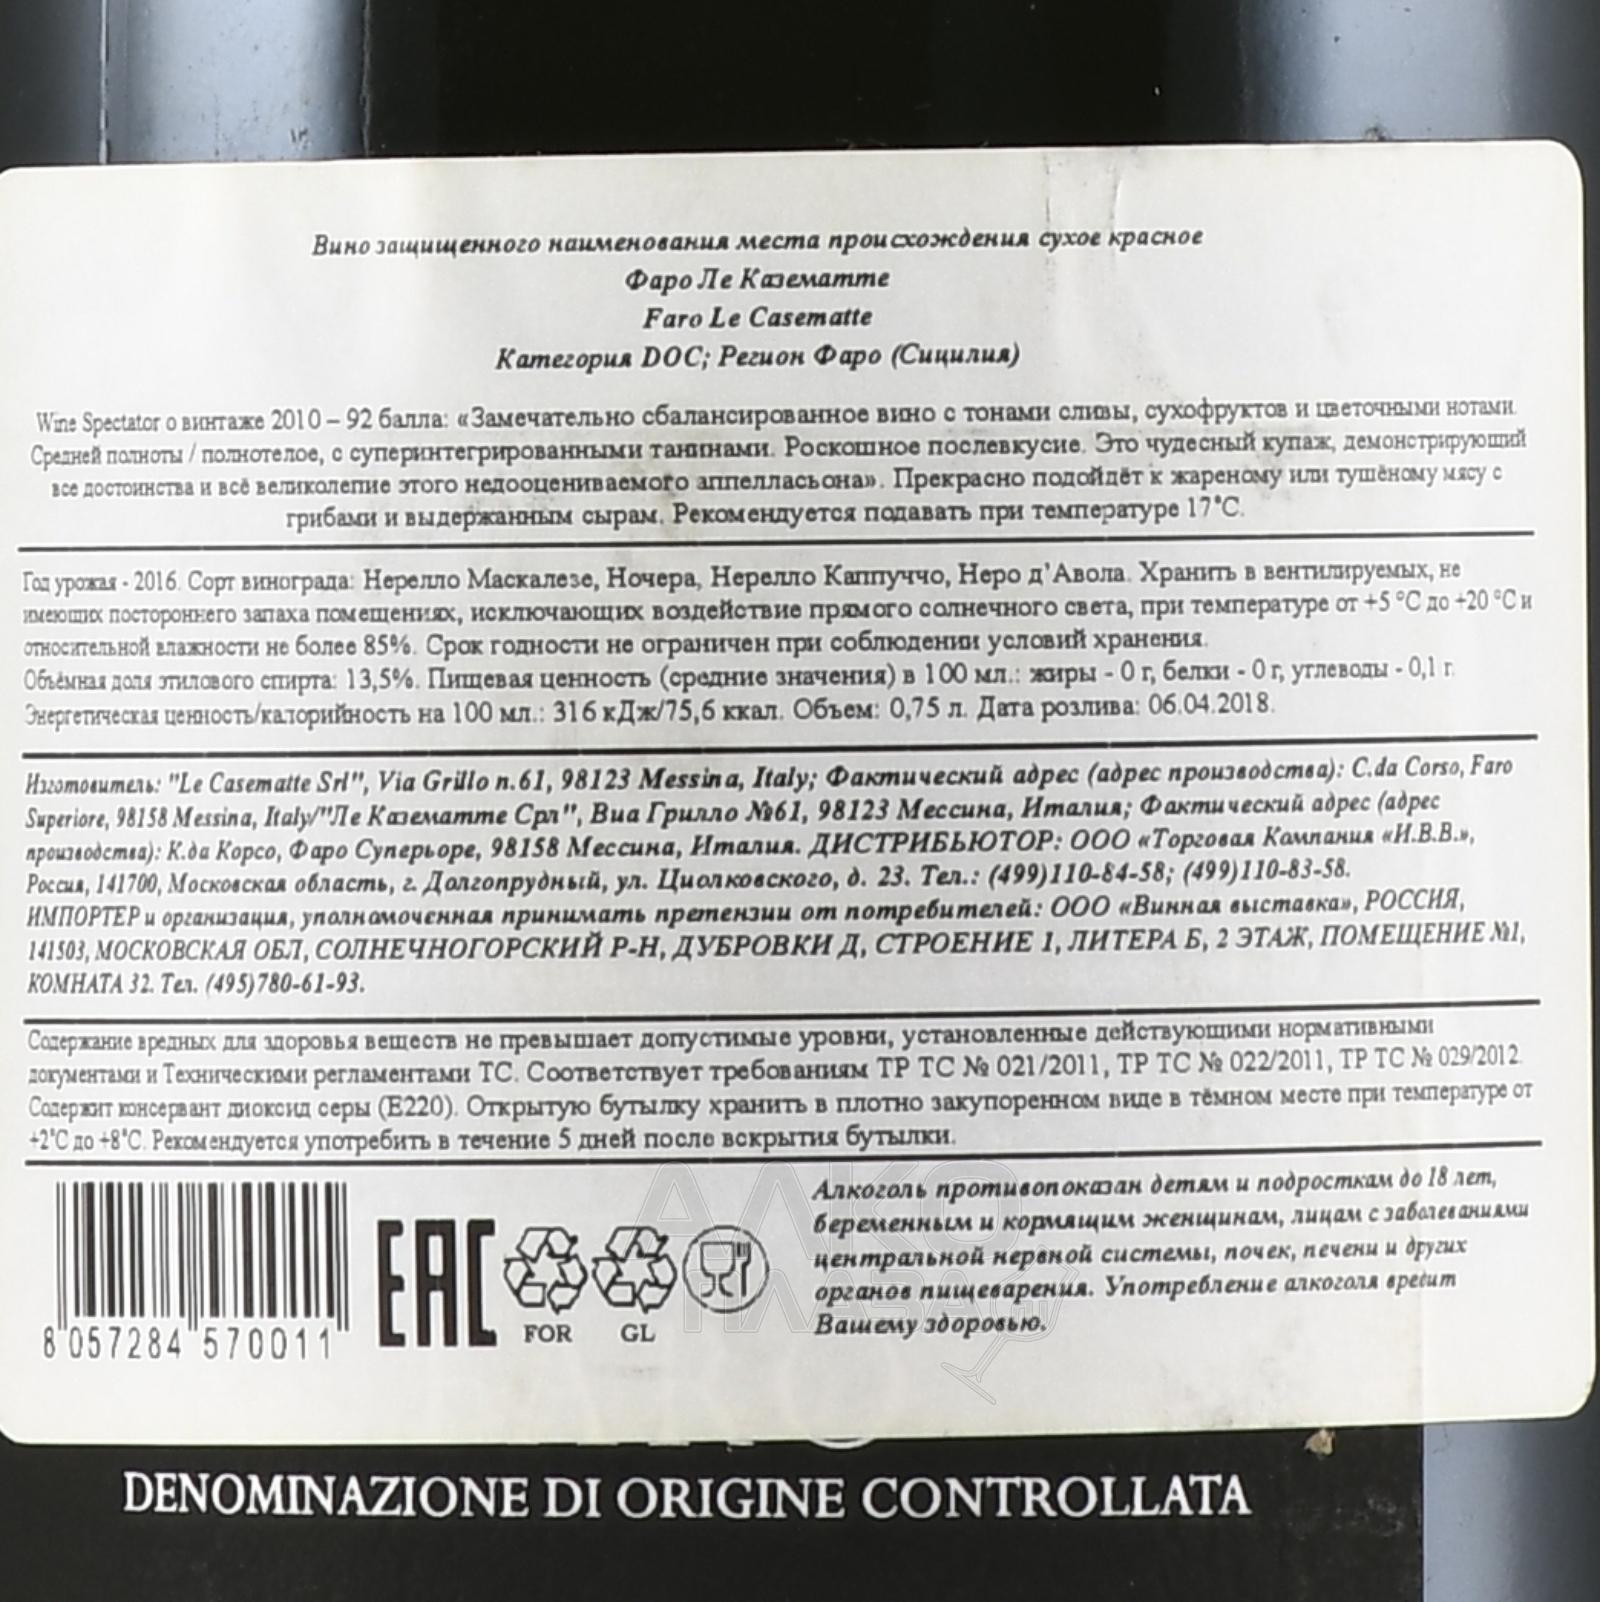 Вино защищенного наименования места происхождения сухое красное
Фаро Ле Казематте
Faro Le Casematte
Категория DOC; Регион Фаро (Сицилия)
Wine Spectator о винтаже 2010 – 92 балла: «Замечательно сбалансированное вино с тонами сливы, сухофруктов и цветочными нотами.
Средней полноты / полнотелое, с суперинтегрированными танинами. Роскошное послевкусие. Это чудесный купаж, демонстрирующий
все достоинства и всё великолепие этого недооцениваемого аппелласьона». Прекрасно подойдёт к жареному или тушёному мясу с
грибами и выдержанным сырам. Рекомендуется подавать при температуре 17°С.
Год урожая - 2016. Сорт винограда: Нерелло Маскалезе, Ночера, Нерелло Каппуччо, Неро д’Авола. Хранить в вентилируемых, не
имеющих постороннего запаха помещениях, исключающих воздействие прямого солнечного света, при температуре от +5 °С до +20 °С и
относительной влажности не более 85%. Срок годности не ограничен при соблюдении условий хранения.
Объёмная доля этилового спирта: 13,5%. Пищевая ценность (средние значения) в 100 мл.: жиры - 0 г, белки - 0 г, углеводы - 0,1 г.
Энергетическая ценность/калорийность на 100 мл.: 316 кДж/75,6 ккал. Объем: 0,75 л. Дата розлива: 06.04.2018.
Изготовитель: "Le Casematte Srl", Via Grillo n.61, 98123 Messina, Italy; Фактический адрес (адрес производства): C.da Corso, Faro
Superiore, 98158 Messina, Italy/"Ле Казематте Срл", Виа Грилло №61, 98123 Мессина, Италия; Фактический адрес (адрес
производства): К.да Корсо, Фаро Суперьоре, 98158 Мессина, Италия. ДИСТРИБЬЮТОР: ООО «Торговая Компания «И.В.В.»,
Россия, 141700, Московская область, г. Долгопрудный, ул. Циолковского, д. 23. Тел.: (499)110-84-58; (499)110-83-58.
ИМПОРТЕР и организация, уполномоченная принимать претензии от потребителей: ООО «Винная выставка», РОССИЯ,
141503, МОСКОВСКАЯ ОБЛ, СОЛНЕЧНОГОРСКИЙ Р-Н, ДУБРОВКИ Д, СТРОЕНИЕ 1, ЛИТЕРА Б, 2 ЭТАЖ, ПОМЕЩЕНИЕ №1,
КОМНАТА 32. Тел. (495)780-61-93.
Содержание вредных для здоровья веществ не превышает допустимые уровни, установленные действующими нормативными
документами и Техническими регламентами ТС. Соответствует требованиям ТР ТС № 021/2011, ТР ТС № 022/2011, ТР ТС № 029/2012.
Содержит консервант диоксид серы (Е220). Открытую бутылку хранить в плотно закупоренном виде в тёмном месте при температуре от
+2°С до +8°С. Рекомендуется употребить в течение 5 дней после вскрытия бутылки.
Алкоголь противопоказан детям и подросткам до 18 лет,
беременным и кормящим женщинам, лицам с заболеваниями
центральной нервной системы, почек, печени и других
органов пищеварения. Употребление алкоголя вредит
Вашему здоровью.
EAC
FOR GL
8 057284 570011
АЛКО
ПЛАЗА
DENOMINAZIONE DI ORIGINE CONTROLLATA